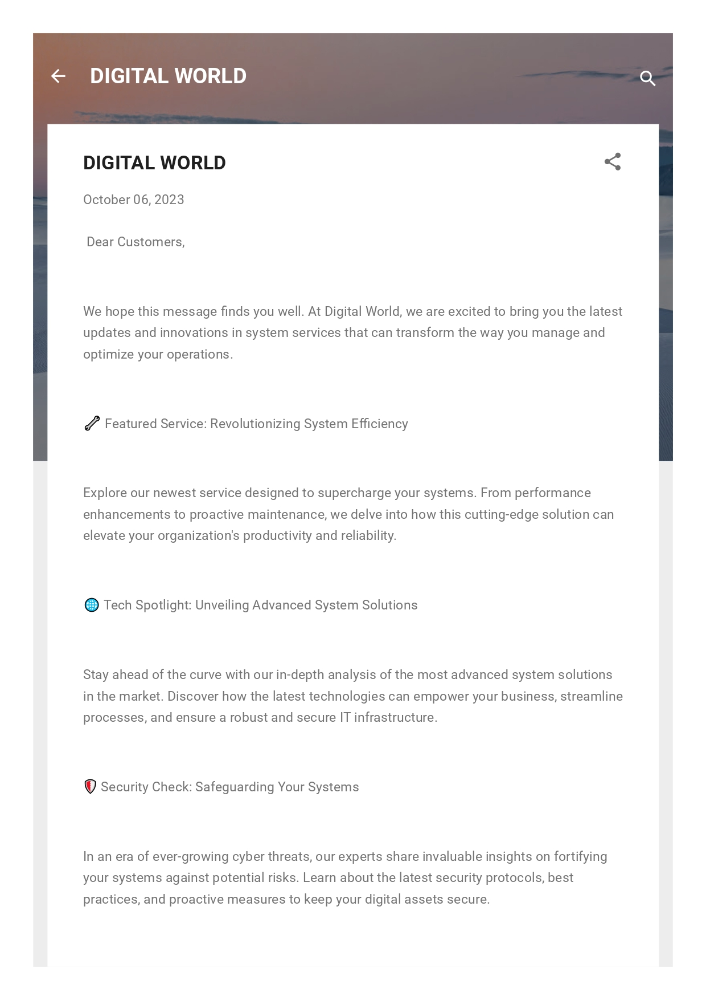 DIGITAL WORLD
DIGITAL WORLD
October 06, 2023
Dear Customers,
We hope this message finds you well. At Digital World, we are excited to bring you the latest
updates and innovations in system services that can transform the way you manage and
optimize your operations.
🔧 Featured Service: Revolutionizing System Efficiency
Explore our newest service designed to supercharge your systems. From performance
enhancements to proactive maintenance, we delve into how this cutting-edge solution can
elevate your organization's productivity and reliability.
🌐 Tech Spotlight: Unveiling Advanced System Solutions
Stay ahead of the curve with our in-depth analysis of the most advanced system solutions
in the market. Discover how the latest technologies can empower your business, streamline
processes, and ensure a robust and secure IT infrastructure.
🛡 Security Check: Safeguarding Your Systems
In an era of ever-growing cyber threats, our experts share invaluable insights on fortifying
your systems against potential risks. Learn about the latest security protocols, best
practices, and proactive measures to keep your digital assets secure.